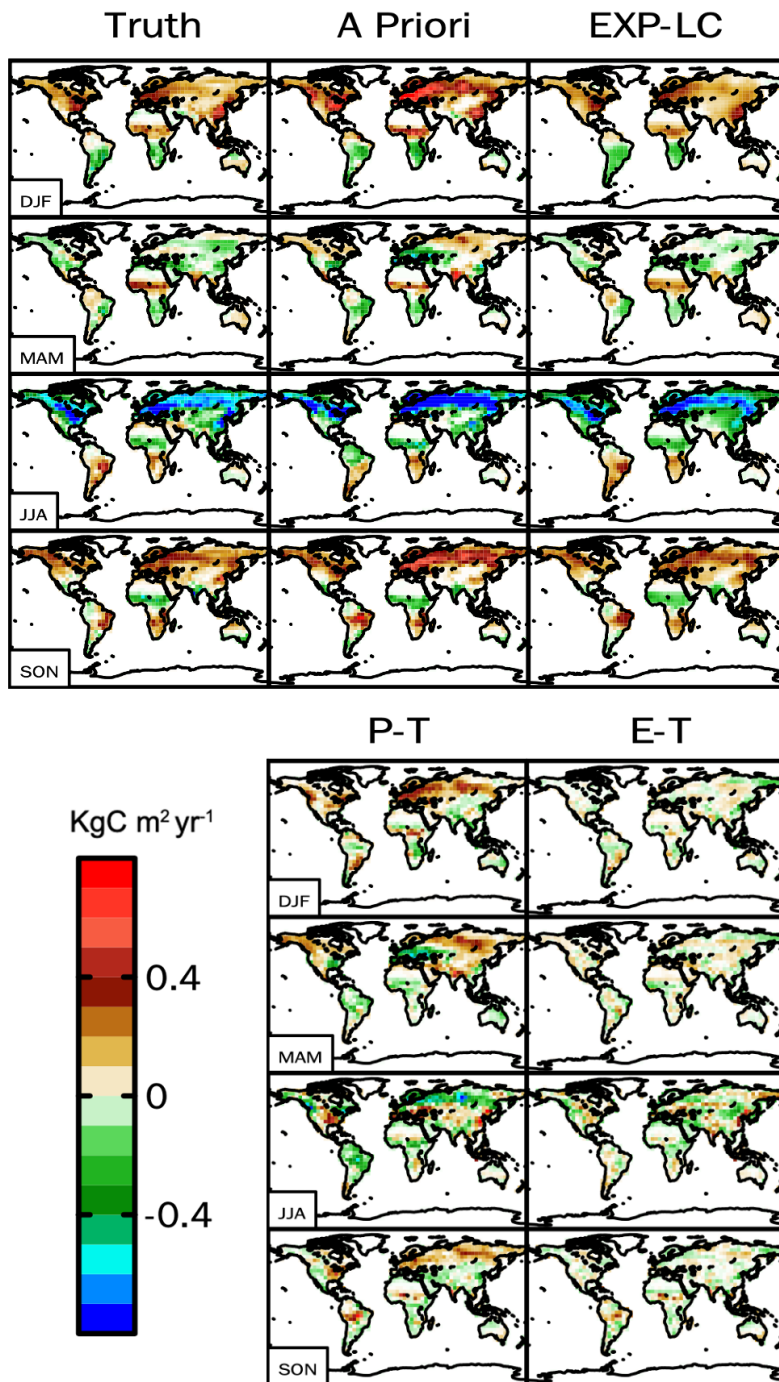 Truth A Priori EXP-LC
DJF
MAM
JJA
SON
P-T E-T
KgC m² yr⁻¹
0.4
0
-0.4
DJF
MAM
JJA
SON